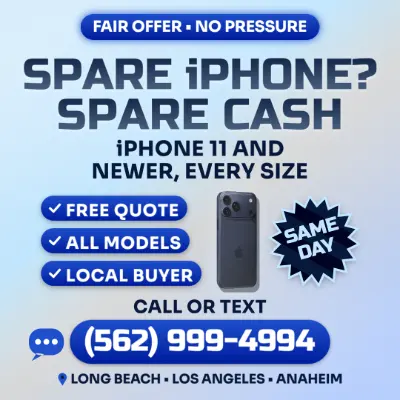 FAIR OFFER • NO PRESSURE
SPARE iPHONE?
SPARE CASH
iPHONE 11 AND
NEWER, EVERY SIZE
FREE QUOTE
ALL MODELS
LOCAL BUYER
SAME
DAY
CALL OR TEXT
(562) 999-4994
LONG BEACH • LOS ANGELES • ANAHEIM